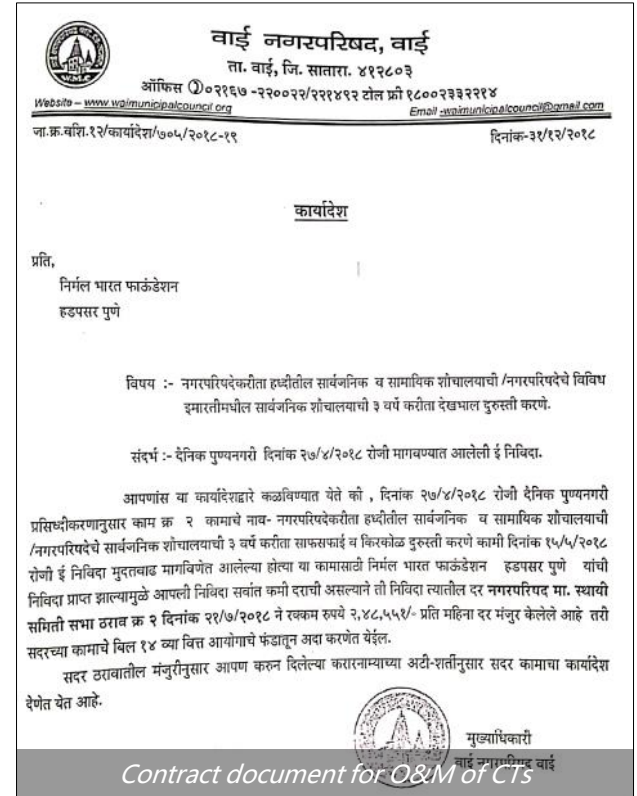 वाई नगरपरिषद, वाई
ता. वाई, जि. सातारा. ४१२८०३
ऑफिस ०२१६७ -२२००२२/२२१४९२ टोल फ्री १८००२३३२२१४
Website – www.waimunicipalcouncil.org
Email -waimunicipalcouncil@gmail.com
जा.क्र.वशि.१२/कार्यादेश/७०५/२०१८-१९
दिनांक-३१/१२/२०१८
कार्यादेश
प्रति,
निर्मल भारत फाऊंडेशन
हडपसर पुणे
विषय :- नगरपरिषदेकरीता हध्दीतील सार्वजनिक व सामायिक शौचालयाची /नगरपरिषदेचे विविध
इमारतीमधील सार्वजनिक शौचालयाची ३ वर्षे करीता देखभाल दुरुस्ती करणे.
संदर्भ :- दैनिक पुण्यनगरी दिनांक २७/४/२०१८ रोजी मागवण्यात आलेली ई निविदा.
आपणांस या कार्यादेशद्वारे कळविण्यात येते की , दिनांक २७/४/२०१८ रोजी दैनिक पुण्यनगरी
प्रसिध्दीकरणानुसार काम क्र २ कामाचे नाव- नगरपरिषदेकरीता हध्दीतील सार्वजनिक व सामायिक शौचालयाची
/नगरपरिषदेचे सार्वजनिक शौचालयाची ३ वर्षे करीता साफसफाई व किरकोळ दुरुस्ती करणे कामी दिनांक १५/५/२०१८
रोजी ई निविदा मुदतवाढ मागविणेत आलेल्या होत्या या कामासाठी निर्मल भारत फाऊंडेशन हडपसर पुणे यांची
निविदा प्राप्त झाल्यामुळे आपली निविदा सर्वात कमी दराची असल्याने ती निविदा त्यातील दर नगरपरिषद मा. स्थायी
समिती सभा ठराव क्र २ दिनांक २१/७/२०१८ ने रक्कम रुपये २,४८,५५१/- प्रति महिना दर मंजुर केलेले आहे तरी
सदरच्या कामाचे बिल १४ व्या वित्त आयोगाचे फंडातून अदा करणेत येईल.
सदर ठरावातील मंजुरीनुसार आपण करुन दिलेल्या करारनाम्याच्या अटी-शर्तीनुसार सदर कामाचा कार्यादेश
देणेत येत आहे.
मुख्याधिकारी
वाई नगरपरिषद वाई
Contract document for O&M of CTs